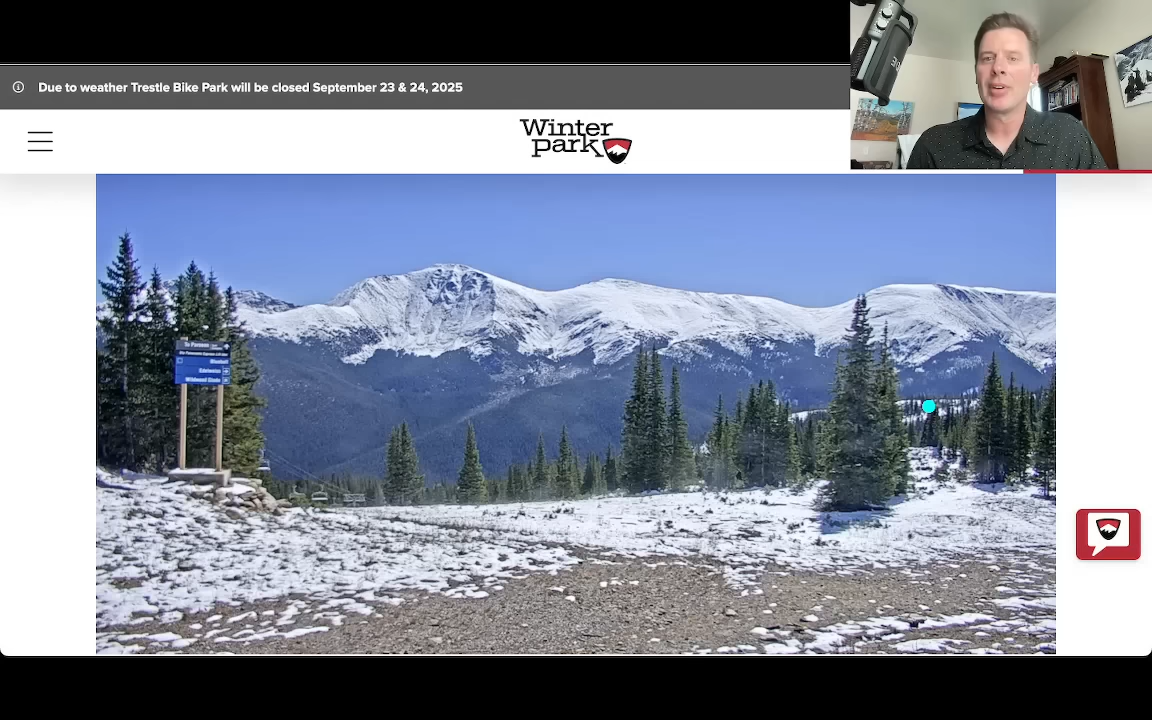 Due to weather Trestle Bike Park will be closed September 23 & 24, 2025
Winter
park